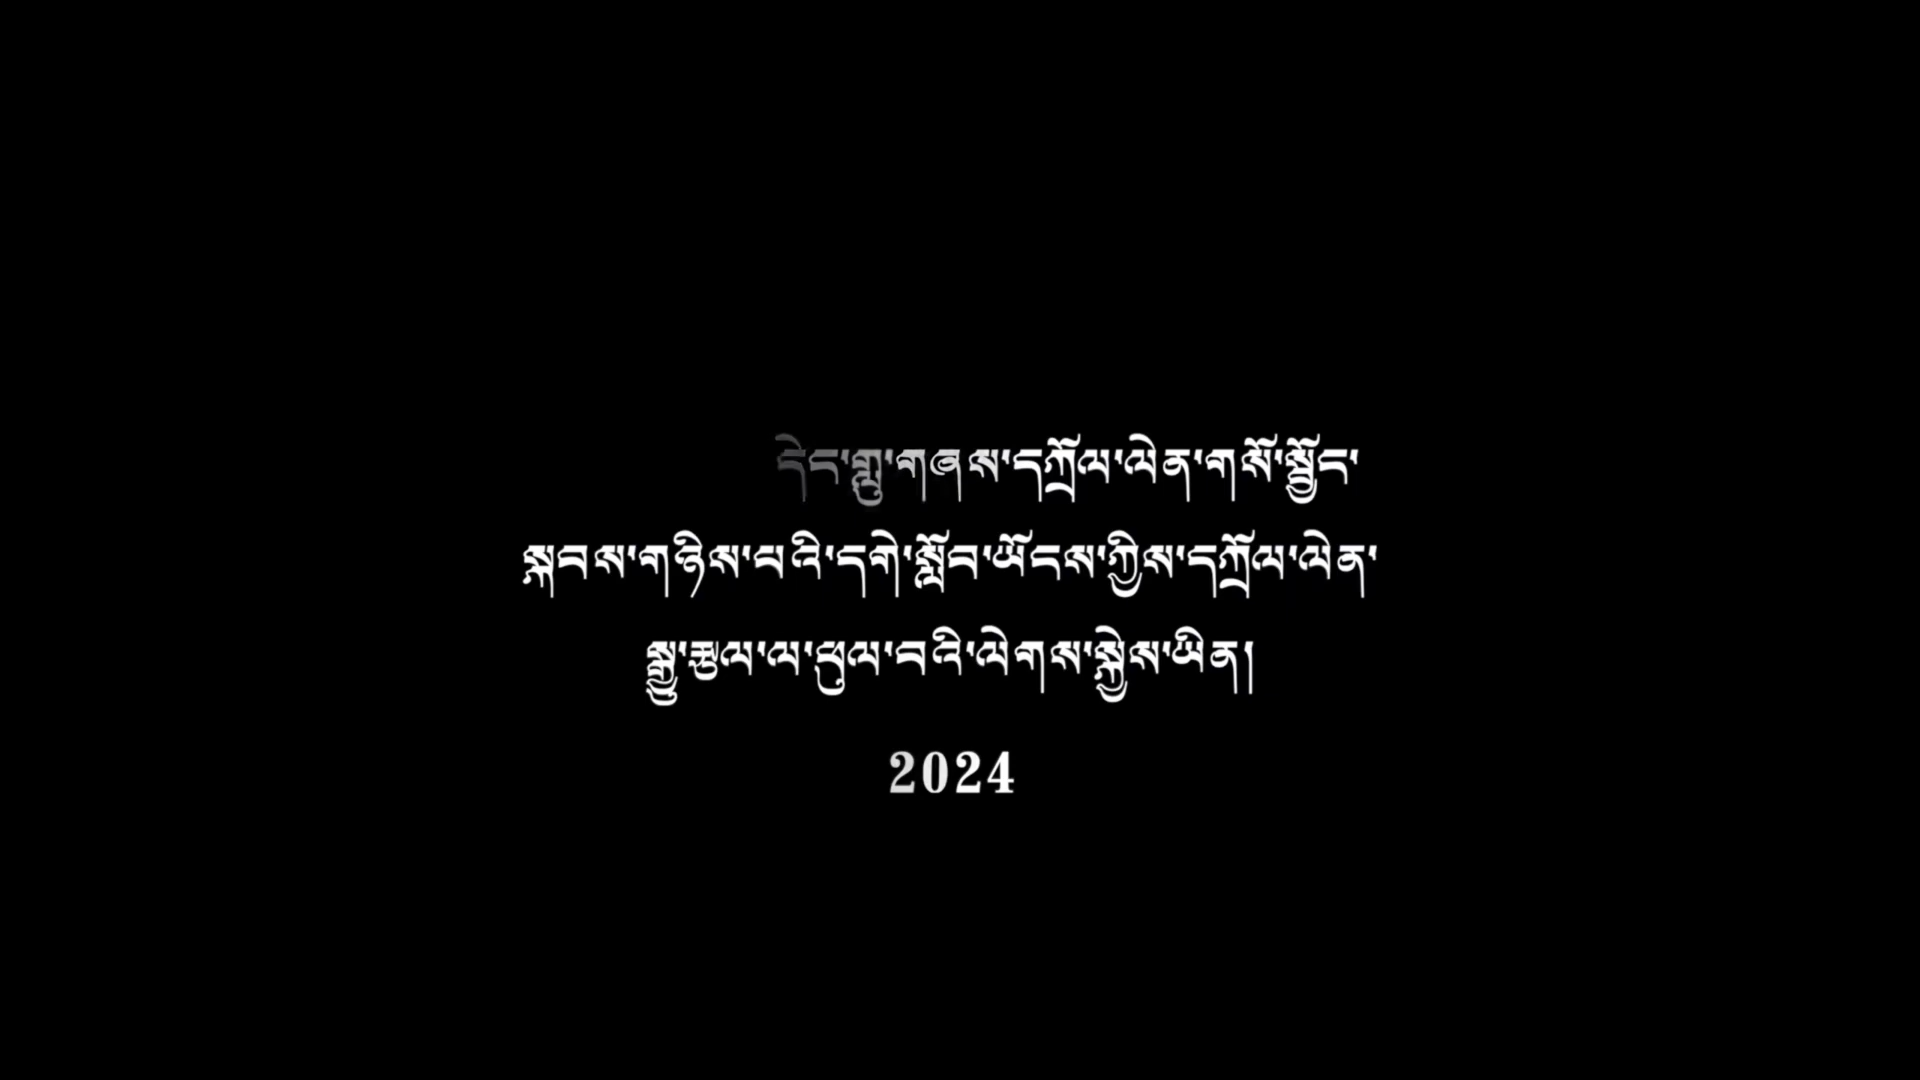 དེང་གླུ་གཞས་དཀྲོལ་ལེན་གསོ་སྦྱོང་
སྐབས་གཉིས་པའི་དགེ་སློབ་ཡོངས་ཀྱིས་དཀྲོལ་ལེན་
སྒྱུ་རྩལ་ལ་ཕུལ་བའི་ལེགས་སྐྱེས་ཡིན།
2024